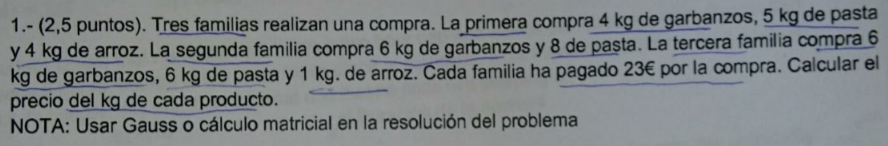 1.- (2,5 puntos). Tres familias realizan una compra. La primera compra 4 kg de garbanzos, 5 kg de pasta
y 4 kg de arroz. La segunda familia compra 6 kg de garbanzos y 8 de pasta. La tercera familia compra 6
kg de garbanzos, 6 kg de pasta y 1 kg. de arroz. Cada familia ha pagado 23€ por la compra. Calcular el
precio del kg de cada producto.
NOTA: Usar Gauss o cálculo matricial en la resolución del problema